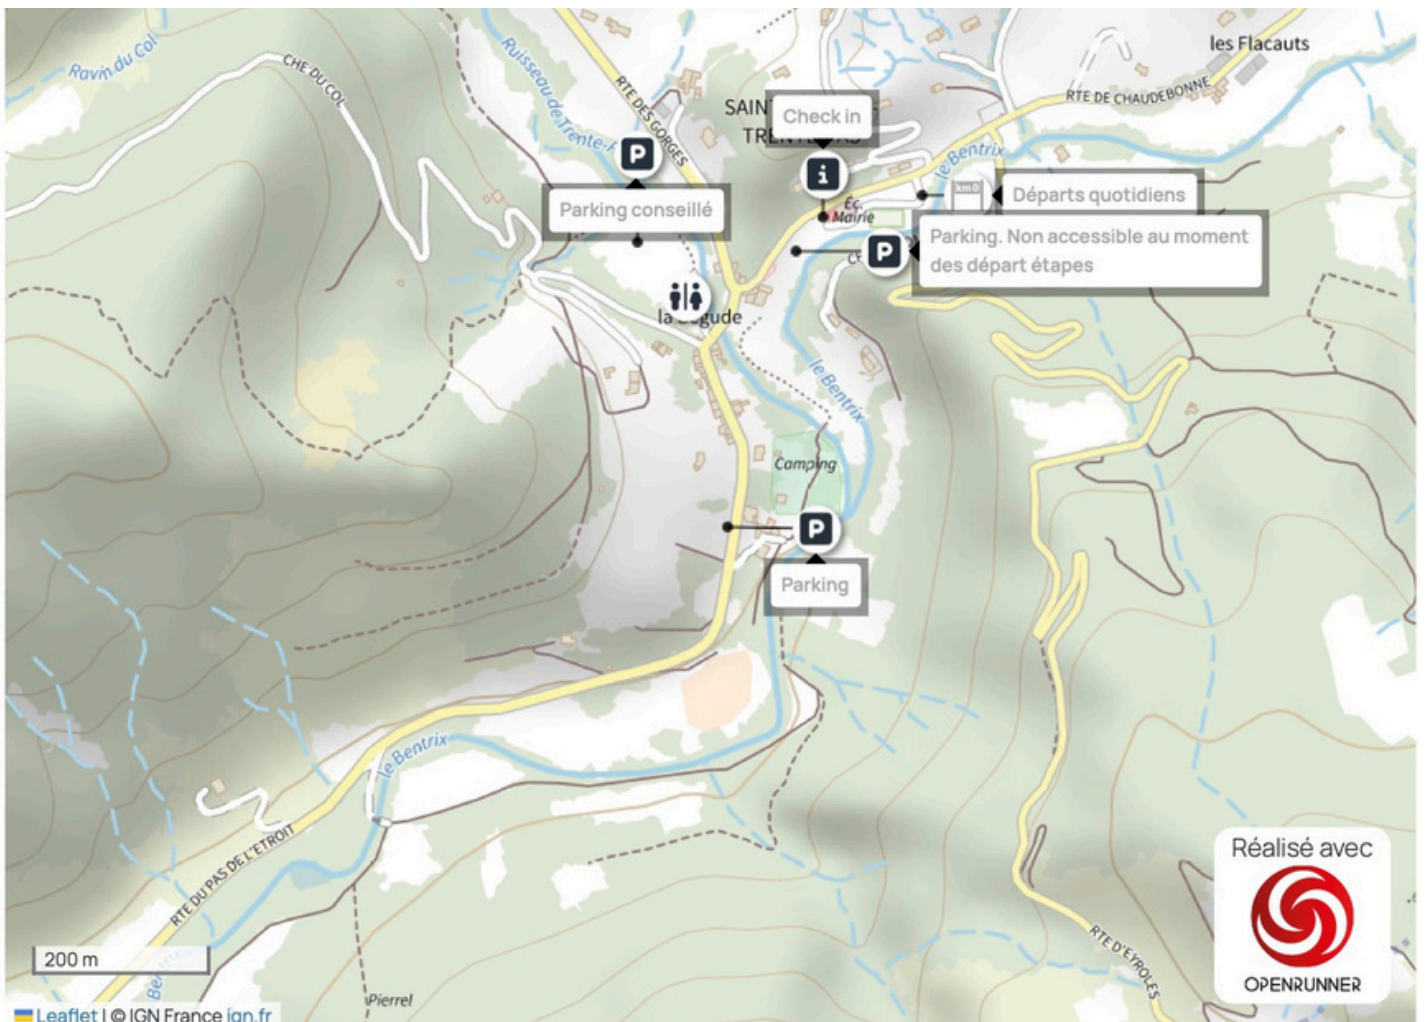 Ravin du Col
CHE DU COL
Ruisseau de Trente-
RTE DES GORGES
les Flacauts
RTE DE CHAUDEBONNE
SAIN
Check in
le Bentrix
P
i
km0
Départs quotidiens
Parking conseillé
Éc.
Mairie
P
Parking. Non accessible au moment
des départ étapes
le Bentrix
Camping
P
Parking
le Bentrix
RTE DU PAS DE L'ETROIT
RTE D'EYROLES
Réalisé avec
OPENRUNNER
200 m
Pierrel
Leaflet | © IGN France ign.fr